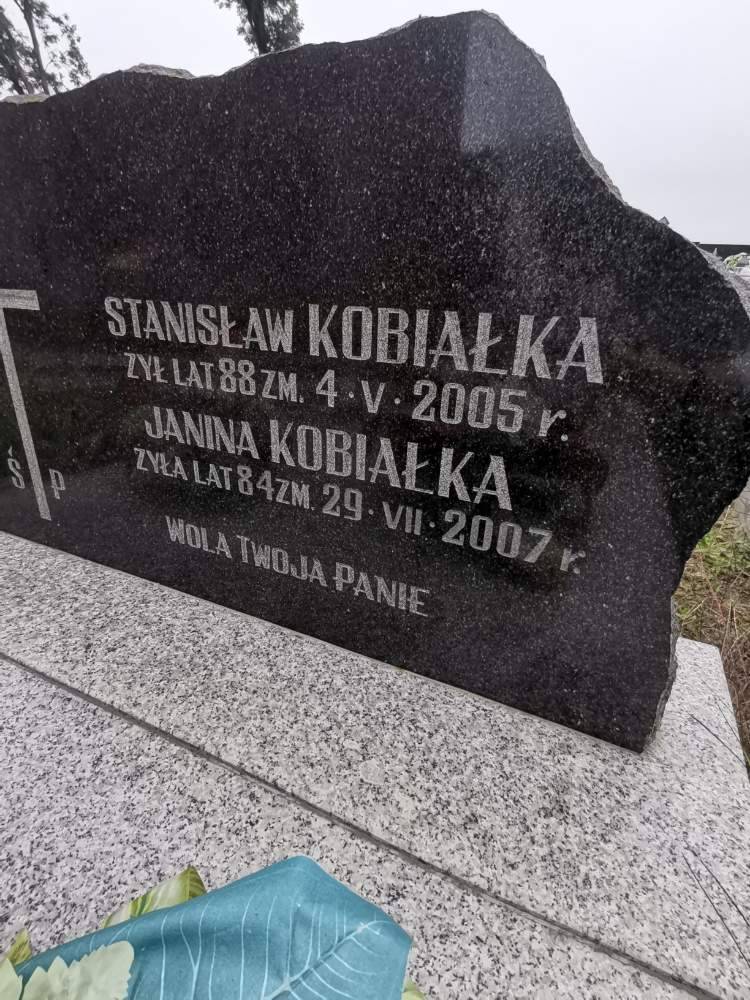 STANISŁAW KOBIAŁKA
ŻYŁ LAT 88 ZM. 4·V·2005 r.
JANINA KOBIAŁKA
ŻYŁA LAT 84 ZM. 29·VII·2007 r.
Ś P
WOLA TWOJA PANIE